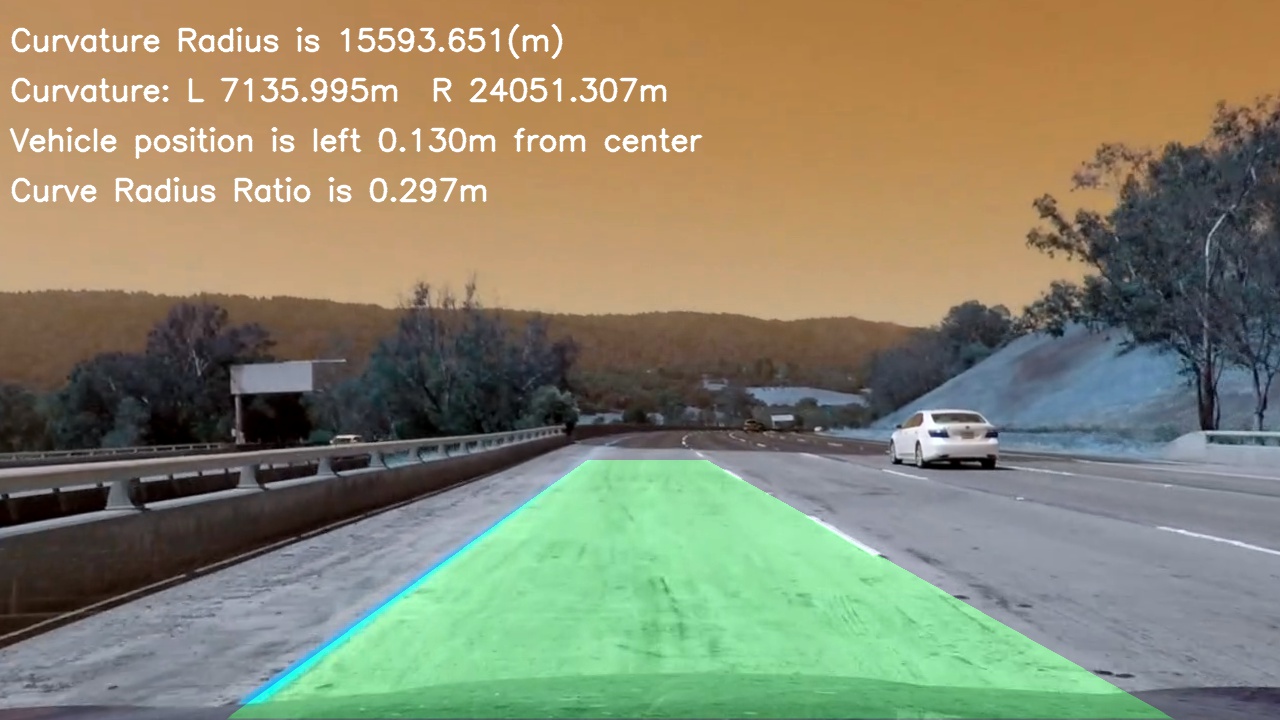 Curvature Radius is 15593.651(m)
Curvature: L 7135.995m R 24051.307m
Vehicle position is left 0.130m from center
Curve Radius Ratio is 0.297m